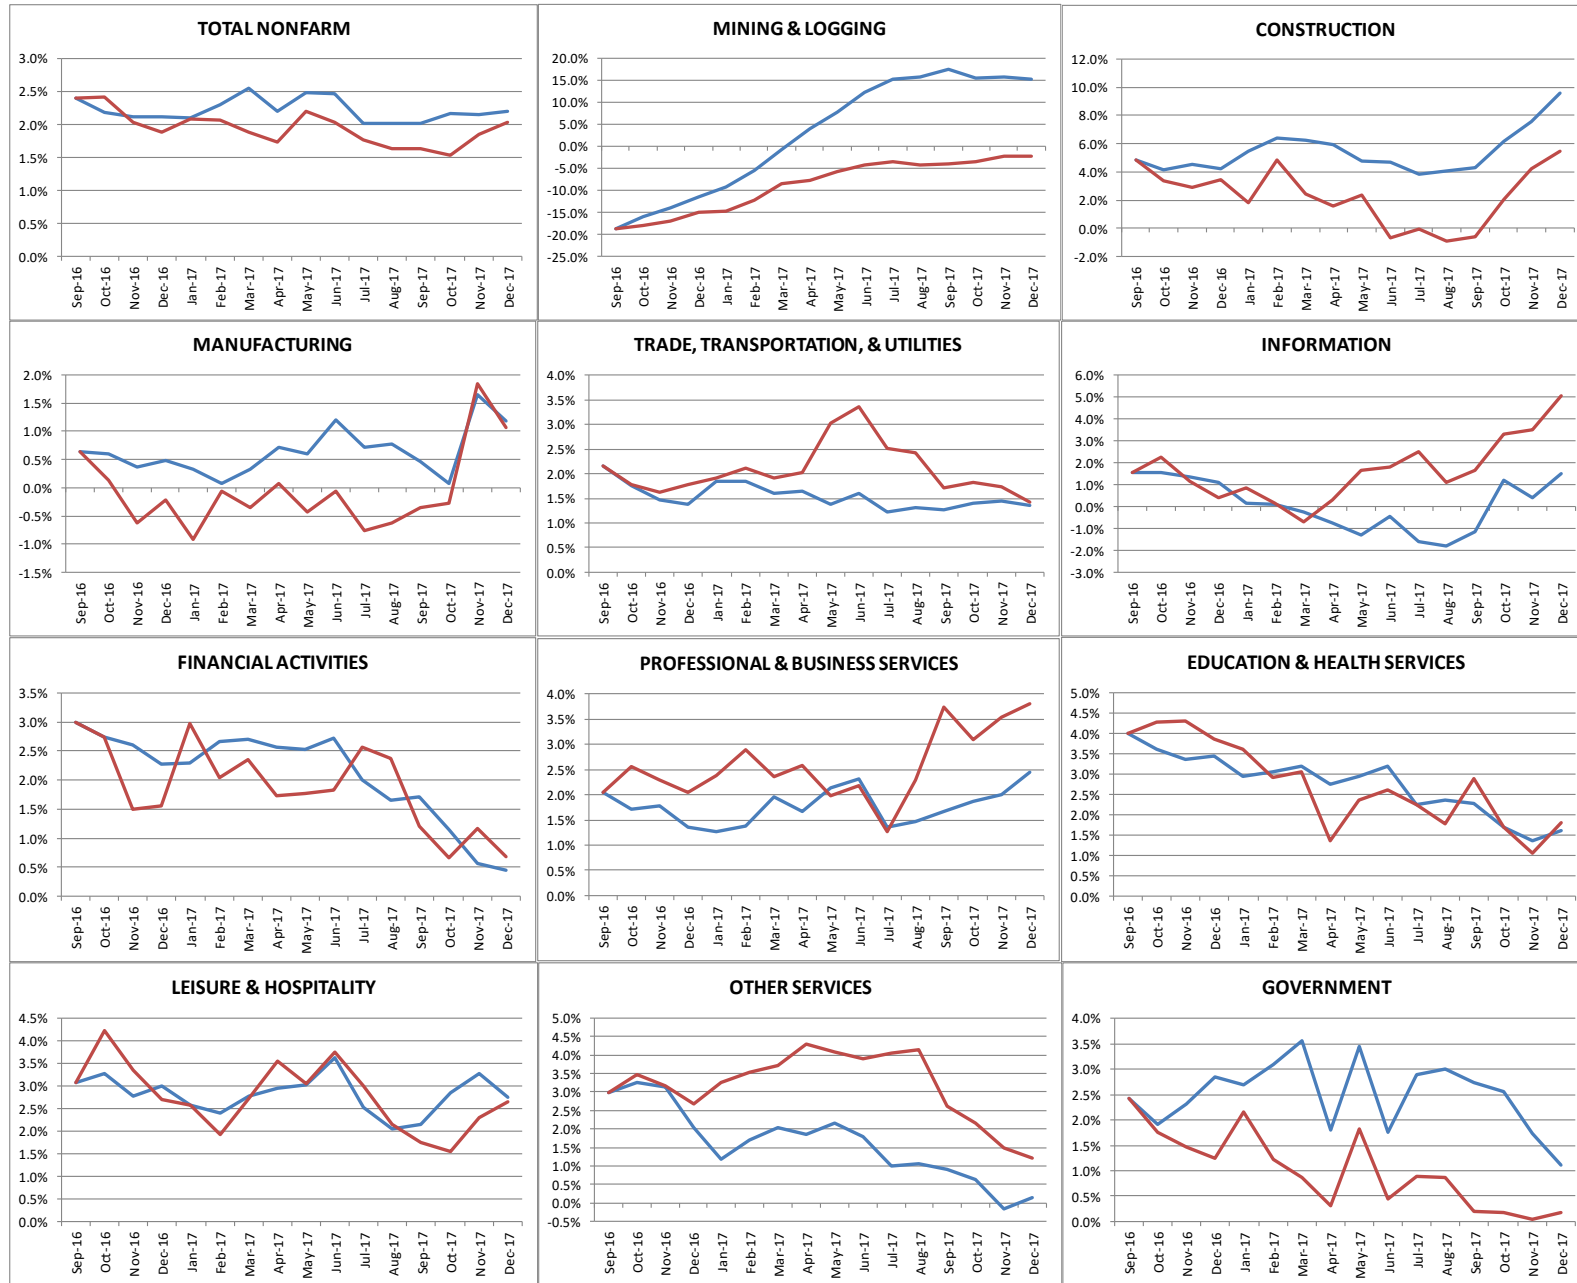 TOTAL NONFARM
3.0%
2.5%
2.0%
1.5%
1.0%
0.5%
0.0%
Sep-16
Oct-16
Nov-16
Dec-16
Jan-17
Feb-17
Mar-17
Apr-17
May-17
Jun-17
Jul-17
Aug-17
Sep-17
Oct-17
Nov-17
Dec-17
MINING & LOGGING
20.0%
15.0%
10.0%
5.0%
0.0%
-5.0%
-10.0%
-15.0%
-20.0%
-25.0%
Sep-16
Oct-16
Nov-16
Dec-16
Jan-17
Feb-17
Mar-17
Apr-17
May-17
Jun-17
Jul-17
Aug-17
Sep-17
Oct-17
Nov-17
Dec-17
CONSTRUCTION
12.0%
10.0%
8.0%
6.0%
4.0%
2.0%
0.0%
-2.0%
Sep-16
Oct-16
Nov-16
Dec-16
Jan-17
Feb-17
Mar-17
Apr-17
May-17
Jun-17
Jul-17
Aug-17
Sep-17
Oct-17
Nov-17
Dec-17
MANUFACTURING
2.0%
1.5%
1.0%
0.5%
0.0%
-0.5%
-1.0%
-1.5%
Sep-16
Oct-16
Nov-16
Dec-16
Jan-17
Feb-17
Mar-17
Apr-17
May-17
Jun-17
Jul-17
Aug-17
Sep-17
Oct-17
Nov-17
Dec-17
TRADE, TRANSPORTATION, & UTILITIES
4.0%
3.5%
3.0%
2.5%
2.0%
1.5%
1.0%
0.5%
0.0%
Sep-16
Oct-16
Nov-16
Dec-16
Jan-17
Feb-17
Mar-17
Apr-17
May-17
Jun-17
Jul-17
Aug-17
Sep-17
Oct-17
Nov-17
Dec-17
INFORMATION
6.0%
5.0%
4.0%
3.0%
2.0%
1.0%
0.0%
-1.0%
-2.0%
-3.0%
Sep-16
Oct-16
Nov-16
Dec-16
Jan-17
Feb-17
Mar-17
Apr-17
May-17
Jun-17
Jul-17
Aug-17
Sep-17
Oct-17
Nov-17
Dec-17
FINANCIAL ACTIVITIES
3.5%
3.0%
2.5%
2.0%
1.5%
1.0%
0.5%
0.0%
Sep-16
Oct-16
Nov-16
Dec-16
Jan-17
Feb-17
Mar-17
Apr-17
May-17
Jun-17
Jul-17
Aug-17
Sep-17
Oct-17
Nov-17
Dec-17
PROFESSIONAL & BUSINESS SERVICES
4.0%
3.5%
3.0%
2.5%
2.0%
1.5%
1.0%
0.5%
0.0%
Sep-16
Oct-16
Nov-16
Dec-16
Jan-17
Feb-17
Mar-17
Apr-17
May-17
Jun-17
Jul-17
Aug-17
Sep-17
Oct-17
Nov-17
Dec-17
EDUCATION & HEALTH SERVICES
5.0%
4.5%
4.0%
3.5%
3.0%
2.5%
2.0%
1.5%
1.0%
0.5%
0.0%
Sep-16
Oct-16
Nov-16
Dec-16
Jan-17
Feb-17
Mar-17
Apr-17
May-17
Jun-17
Jul-17
Aug-17
Sep-17
Oct-17
Nov-17
Dec-17
LEISURE & HOSPITALITY
4.5%
4.0%
3.5%
3.0%
2.5%
2.0%
1.5%
1.0%
0.5%
0.0%
Sep-16
Oct-16
Nov-16
Dec-16
Jan-17
Feb-17
Mar-17
Apr-17
May-17
Jun-17
Jul-17
Aug-17
Sep-17
Oct-17
Nov-17
Dec-17
OTHER SERVICES
5.0%
4.5%
4.0%
3.5%
3.0%
2.5%
2.0%
1.5%
1.0%
0.5%
0.0%
-0.5%
Sep-16
Oct-16
Nov-16
Dec-16
Jan-17
Feb-17
Mar-17
Apr-17
May-17
Jun-17
Jul-17
Aug-17
Sep-17
Oct-17
Nov-17
Dec-17
GOVERNMENT
4.0%
3.5%
3.0%
2.5%
2.0%
1.5%
1.0%
0.5%
0.0%
Sep-16
Oct-16
Nov-16
Dec-16
Jan-17
Feb-17
Mar-17
Apr-17
May-17
Jun-17
Jul-17
Aug-17
Sep-17
Oct-17
Nov-17
Dec-17